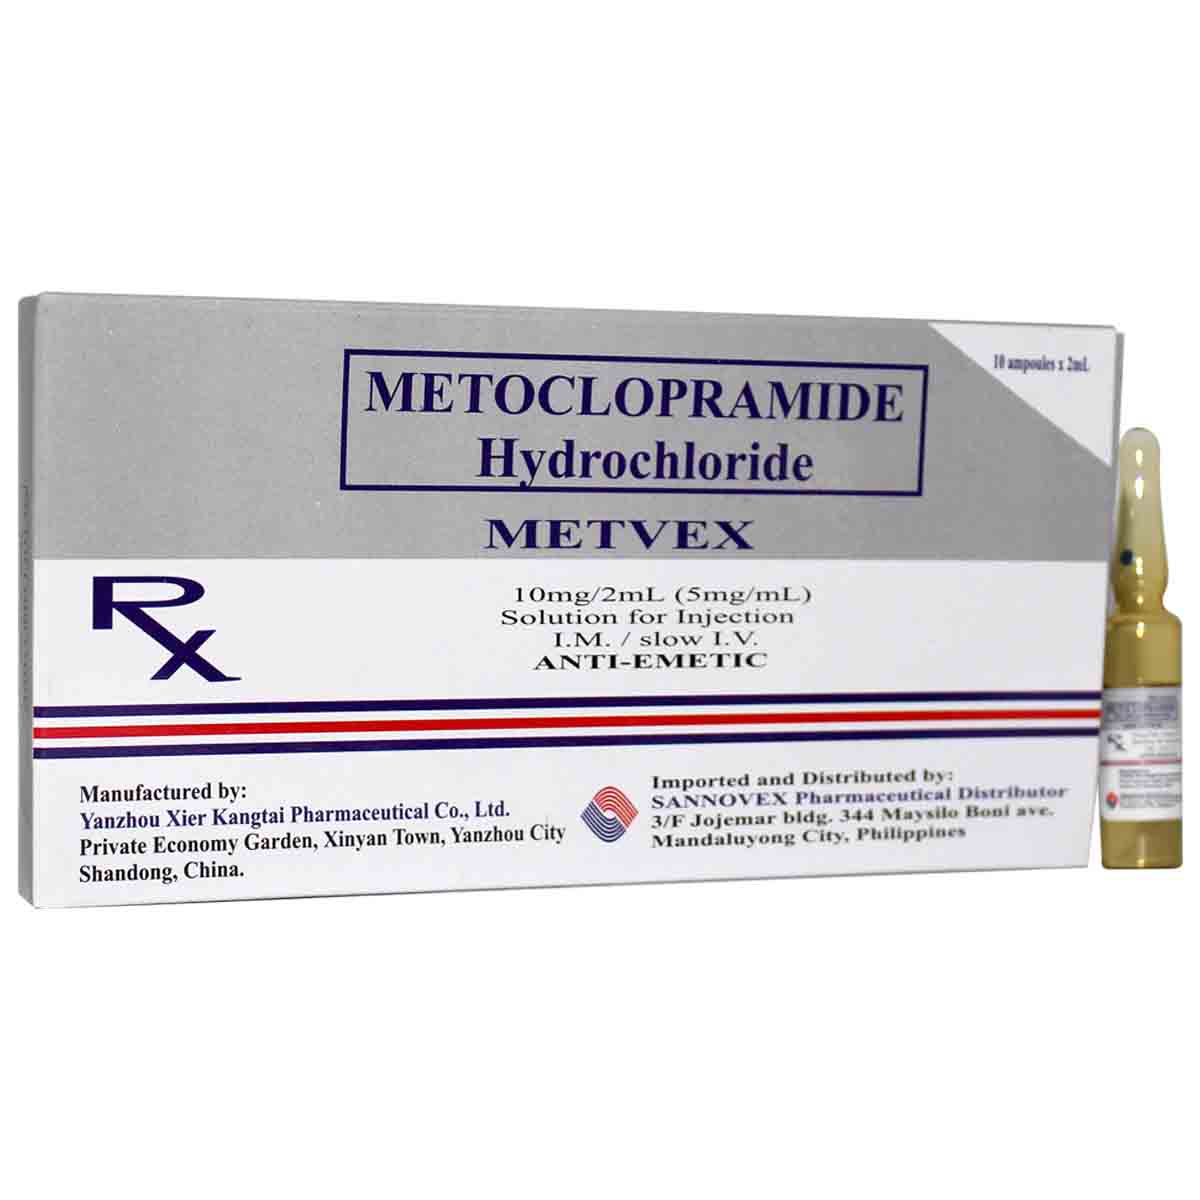 10 ampoules x 2mL
METOCLOPRAMIDE
Hydrochloride
METVEX
Rx
10mg/2mL (5mg/mL)
Solution for Injection
I.M. / slow I.V.
ANTI-EMETIC
Manufactured by:
Yanzhou Xier Kangtai Pharmaceutical Co., Ltd.
Private Economy Garden, Xinyan Town, Yanzhou City
Shandong, China.
Imported and Distributed by:
SANNOVEX Pharmaceutical Distributor
3/F Jojemar bldg. 344 Maysilo Boni ave.
Mandaluyong City, Philippines
Rx